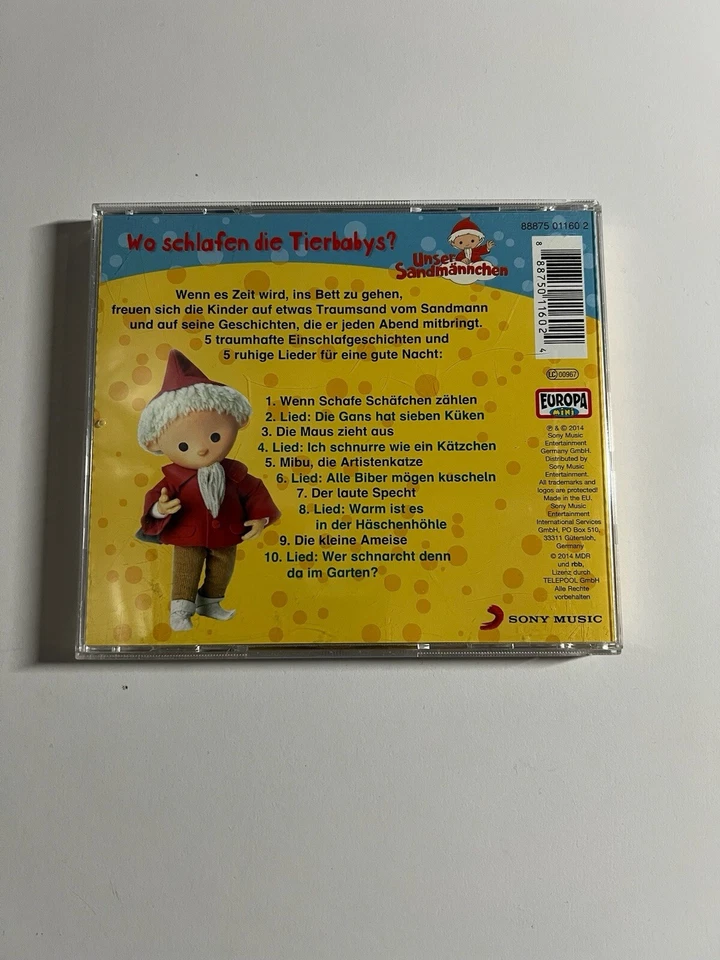 88875 01160 2
Wo schlafen die Tierbabys?
Unser
Sandmännchen
Wenn es Zeit wird, ins Bett zu gehen,
freuen sich die Kinder auf etwas Traumsand vom Sandmann
und auf seine Geschichten, die er jeden Abend mitbringt.
5 traumhafte Einschlafgeschichten und
5 ruhige Lieder für eine gute Nacht:
1. Wenn Schafe Schäfchen zählen
2. Lied: Die Gans hat sieben Küken
3. Die Maus zieht aus
4. Lied: Ich schnurre wie ein Kätzchen
5. Mibu, die Artistenkatze
6. Lied: Alle Biber mögen kuscheln
7. Der laute Specht
8. Lied: Warm ist es
in der Häschenhöhle
9. Die kleine Ameise
10. Lied: Wer schnarcht denn
da im Garten?
8 88750 11602 4
LC 00967
EUROPA
mini
℗ & © 2014
Sony Music
Entertainment
Germany GmbH.
Distributed by
Sony Music
Entertainment.
All trademarks and
logos are protected!
Made in the EU.
Sony Music
Entertainment
International Services
GmbH, PO Box 510,
33311 Gütersloh,
Germany
© 2014 MDR
und rbb,
Lizenz durch
TELEPOOL GmbH
Alle Rechte
vorbehalten
SONY MUSIC